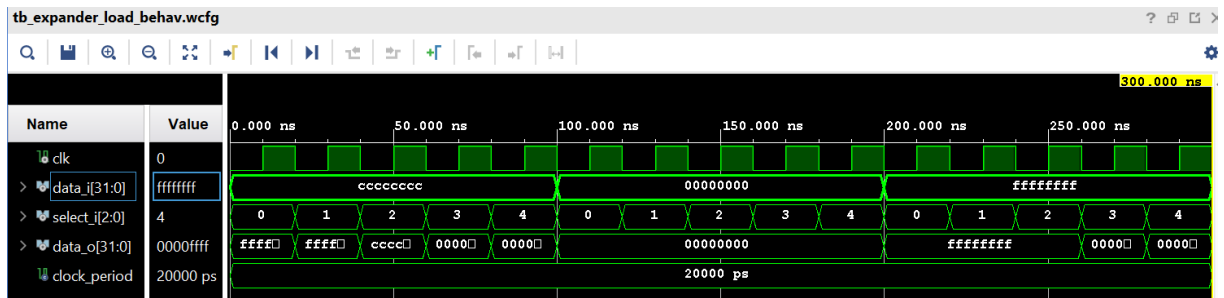 tb_expander_load_behav.wcfg
?
300.000 ns
Name Value 0.000 ns 50.000 ns 100.000 ns 150.000 ns 200.000 ns 250.000 ns
clk 0
data_i[31:0] ffffffff cccccccc 00000000 ffffffff
select_i[2:0] 4 0 1 2 3 4 0 1 2 3 4 0 1 2 3 4
data_o[31:0] 0000ffff ffff□ ffff□ cccc□ 0000□ 0000□ 00000000 ffffffff 0000□ 0000□
clock_period 20000 ps 20000 ps